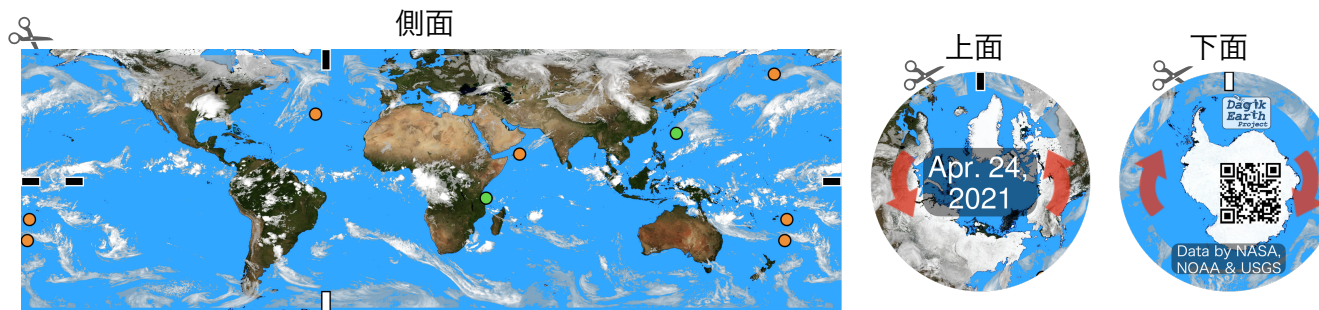 側面
上面
下面
Apr. 24,
2021
Dagik
Earth
Project
Data by NASA,
NOAA & USGS